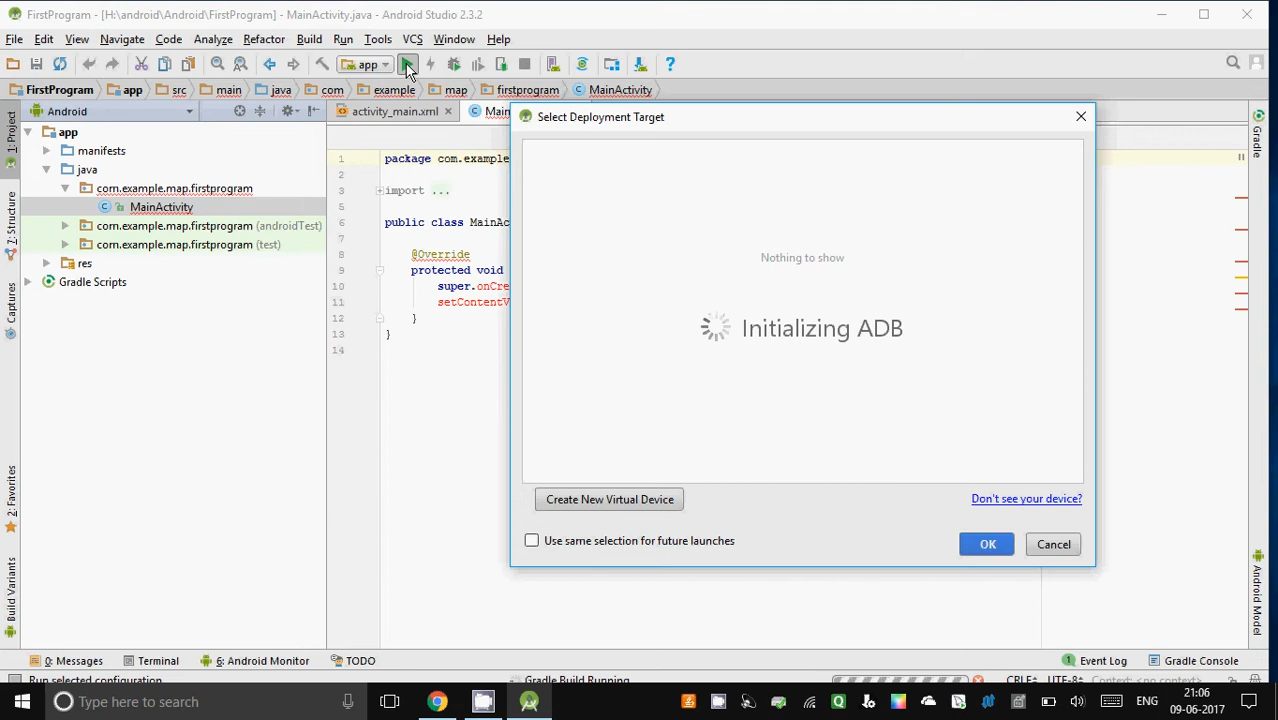 FirstProgram - [H:\android\Android\FirstProgram] - MainActivity.java - Android Studio 2.3.2
File Edit View Navigate Code Analyze Refactor Build Run Tools VCS Window Help
app
FirstProgram app src main java com example map firstprogram MainActivity
Android
activity_main.xml
Main
1: Project
7: Structure
Captures
2: Favorites
Build Variants
app
manifests
java
com.example.map.firstprogram
MainActivity
com.example.map.firstprogram (androidTest)
com.example.map.firstprogram (test)
res
Gradle Scripts
1 package com.example
2
3 import ...
5
6 public class MainAc
7
8 @Override
9 protected void
10 super.onCre
11 setContentV
12 }
13 }
14
Select Deployment Target
Nothing to show
Initializing ADB
Create New Virtual Device
Don't see your device?
Use same selection for future launches
OK Cancel
Gradle
Android Model
0: Messages Terminal 6: Android Monitor TODO
1 Event Log Gradle Console
Run selected configuration Gradle Build Running CRLF: UTF-8: Context: <no context>
Type here to search
ENG
21:06
09-06-2017